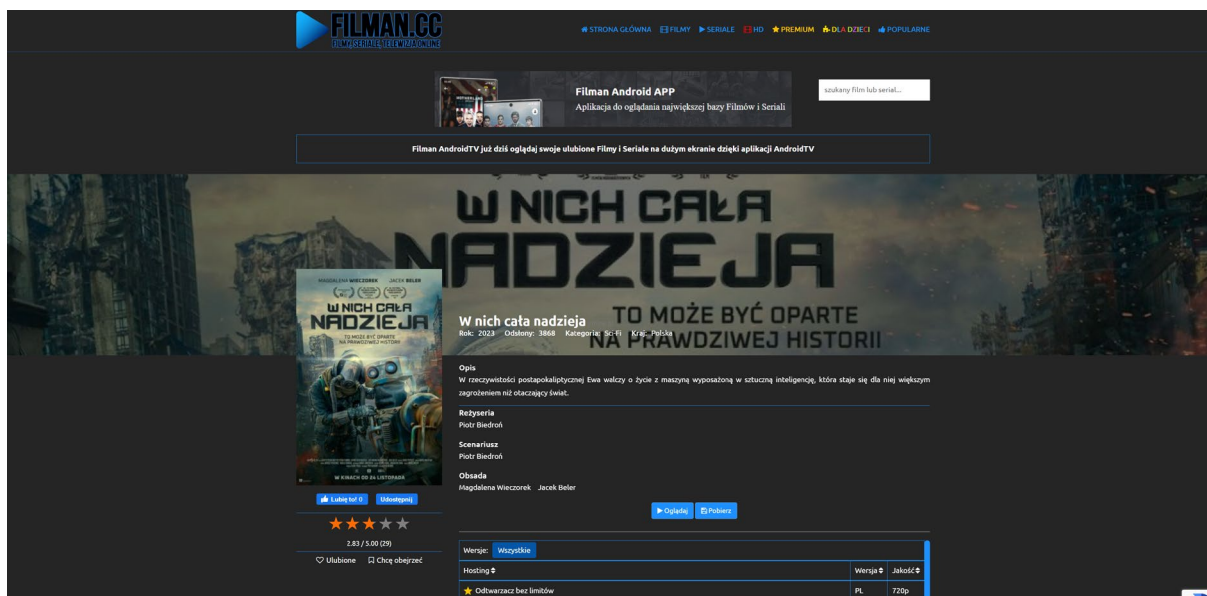 FILMAN.CC
FILMY, SERIALE, TELEWIZJA ONLINE
STRONA GŁÓWNA FILMY SERIALE HD PREMIUM DLA DZIECI POPULARNE
Filman Android APP
Aplikacja do oglądania największej bazy Filmów i Seriali
szukany film lub serial...
Filman AndroidTV już dziś oglądaj swoje ulubione Filmy i Seriale na dużym ekranie dzięki aplikacji AndroidTV
W NICH CAŁA
NADZIEJA
TO MOŻE BYĆ OPARTE
NA PRAWDZIWEJ HISTORII
MAGDALENA WIECZOREK JACEK BELER
W NICH CAŁA
NADZIEJA
TO MOŻE BYĆ OPARTE
NA PRAWDZIWEJ HISTORII
W KINACH OD 24 LISTOPADA
W nich cała nadzieja
Rok: 2023 Odsłony: 3868 Kategoria: Sci-Fi Kraj: Polska
Opis
W rzeczywistości postapokaliptycznej Ewa walczy o życie z maszyną wyposażoną w sztuczną inteligencję, która staje się dla niej większym
zagrożeniem niż otaczający świat.
Reżyseria
Piotr Biedroń
Scenariusz
Piotr Biedroń
Obsada
Magdalena Wieczorek Jacek Beler
Lubię to! 0 Udostępnij
2.83 / 5.00 (29)
Ulubione Chcę obejrzeć
Oglądaj Pobierz
Wersje: Wszystkie
Hosting Wersja Jakość
Odtwarzacz bez limitów PL 720p